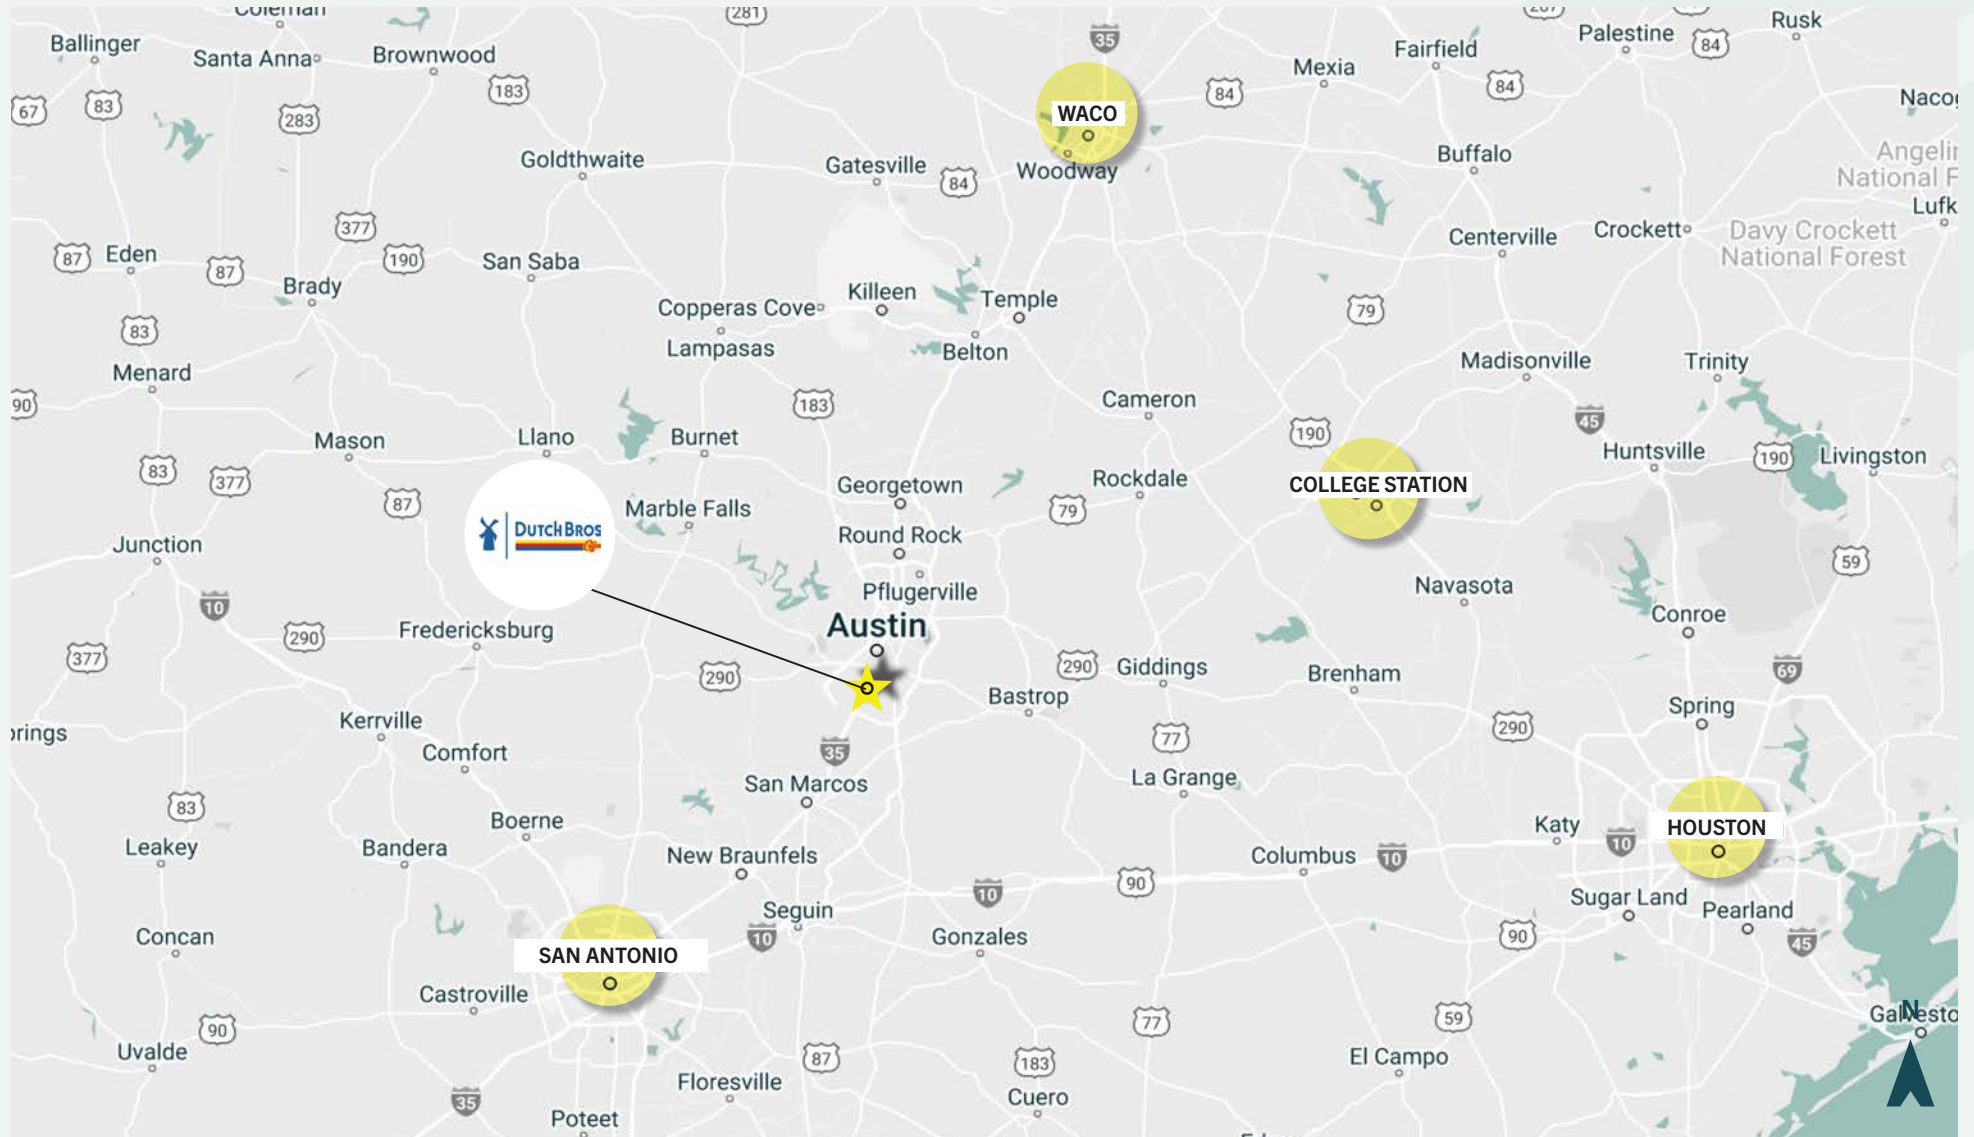 Coleman
281
Ballinger
Santa Anna
Brownwood
35
Fairfield
Palestine
84
Rusk
Mexia
67
83
283
183
WACO
84
84
Goldthwaite
Gatesville
84
Woodway
Buffalo
377
Centerville
Crockett
Davy Crockett
National Forest
87
Eden
87
190
San Saba
Brady
Copperas Cove
Killeen
Temple
79
83
Lampasas
Belton
Menard
Madisonville
Trinity
90
183
Cameron
45
190
Mason
Llano
Burnet
Huntsville
190
Livingston
83
377
87
Georgetown
Rockdale
COLLEGE STATION
Marble Falls
79
DUTCH BROS
Junction
Round Rock
59
Pflugerville
Navasota
10
Austin
Conroe
377
290
Fredericksburg
290
290
Giddings
Brenham
69
Bastrop
Spring
Kerrville
290
77
35
Comfort
San Marcos
La Grange
83
Boerne
Katy
HOUSTON
Leakey
Bandera
New Braunfels
Columbus
10
10
90
10
Sugar Land
Pearland
Seguin
Concan
10
Gonzales
90
45
SAN ANTONIO
Castroville
N
77
59
90
Uvalde
87
183
El Campo
Floresville
35
Cuero
Poteet